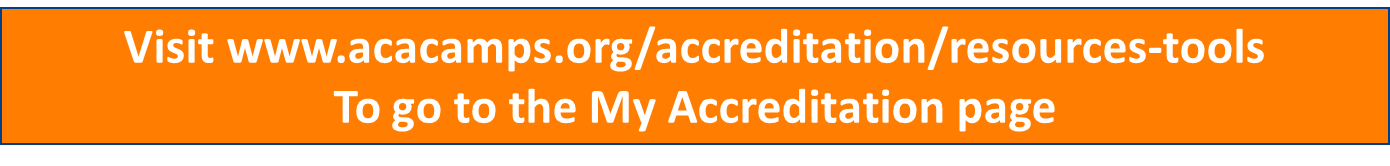 Visit www.acacamps.org/accreditation/resources-tools
To go to the My Accreditation page